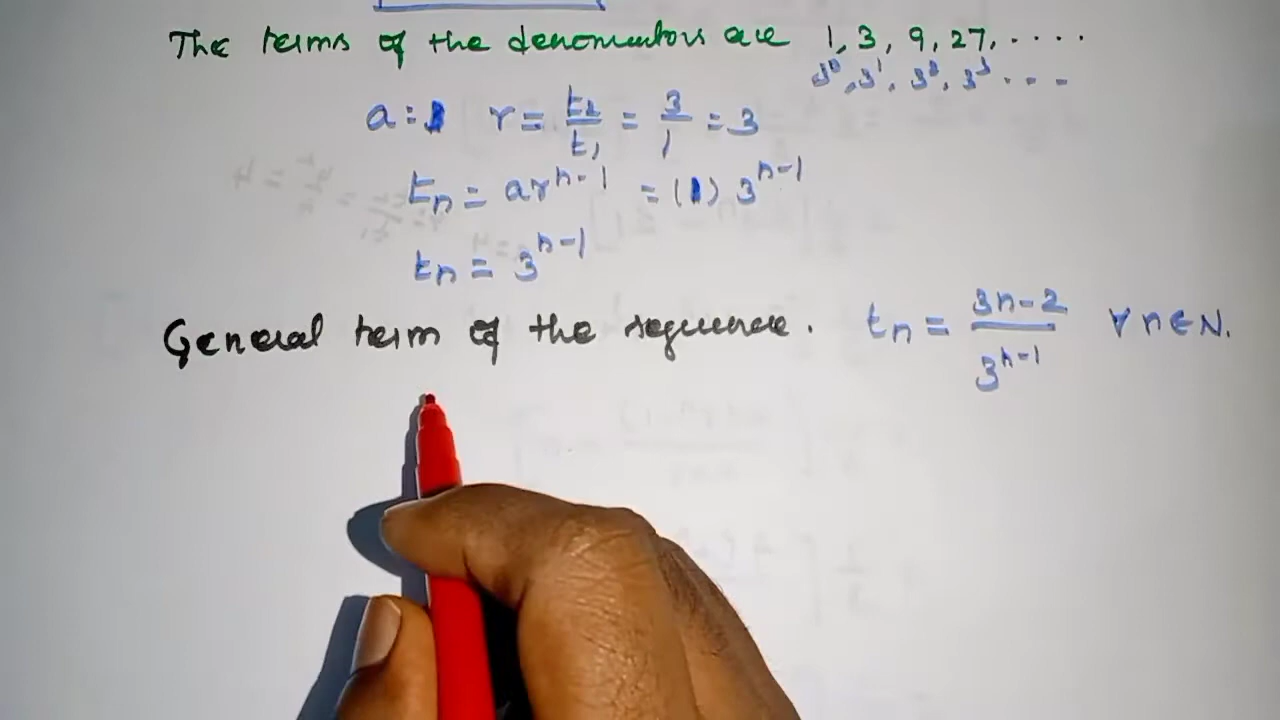 The terms of the denominators are 1, 3, 9, 27, ....
3⁰, 3¹, 3², 3³ ...
a = 1 r = t₂/t₁ = 3/1 = 3
tₙ = arⁿ⁻¹ = (1) 3ⁿ⁻¹
tₙ = 3ⁿ⁻¹
General term of the sequence. tₙ = (3n-2)/3ⁿ⁻¹ ∀ n ∈ N.